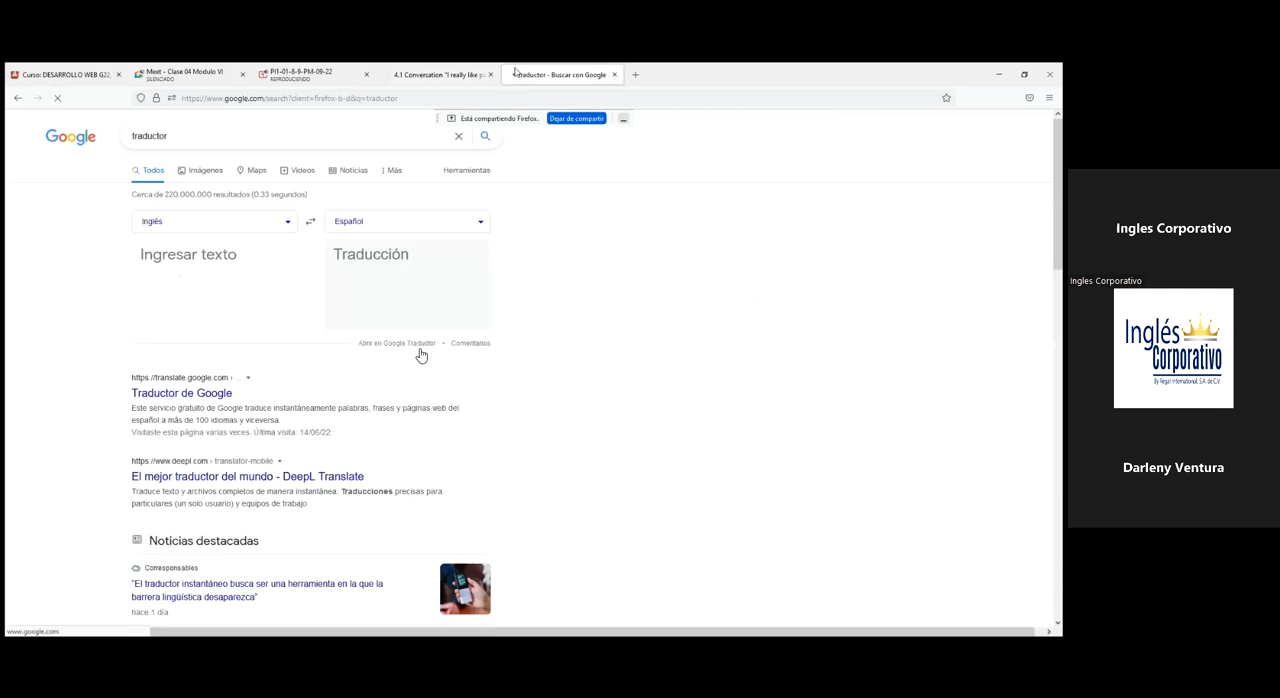 Curso: DESARROLLO WEB G22
Meet - Clase 04 Modulo VI
SILENCIADO
PI1-01-8-9-PM-09-22
REPRODUCIENDO
4.1 Conversation "I really like p
traductor - Buscar con Google
https://www.google.com/search?client=firefox-b-d&q=traductor
Está compartiendo Firefox.
Dejar de compartir
Google
traductor
Todos
Imágenes
Maps
Videos
Noticias
Más
Herramientas
Cerca de 220,000,000 resultados (0.33 segundos)
Inglés
Español
Ingresar texto
Traducción
Abrir en Google Traductor • Comentarios
https://translate.google.com › ...
Traductor de Google
Este servicio gratuito de Google traduce instantáneamente palabras, frases y páginas web del
español a más de 100 idiomas y viceversa.
Visitaste esta página varias veces. Última visita: 14/06/22
https://www.deepl.com › translator-mobile
El mejor traductor del mundo - DeepL Translate
Traduce texto y archivos completos de manera instantánea. Traducciones precisas para
particulares (un solo usuario) y equipos de trabajo.
Noticias destacadas
Corresponsables
"El traductor instantáneo busca ser una herramienta en la que la
barrera lingüística desaparezca"
hace 1 día
www.google.com
Ingles Corporativo
Ingles Corporativo
Inglés
Corporativo
By Regal International, S.A. de C.V.
Darleny Ventura